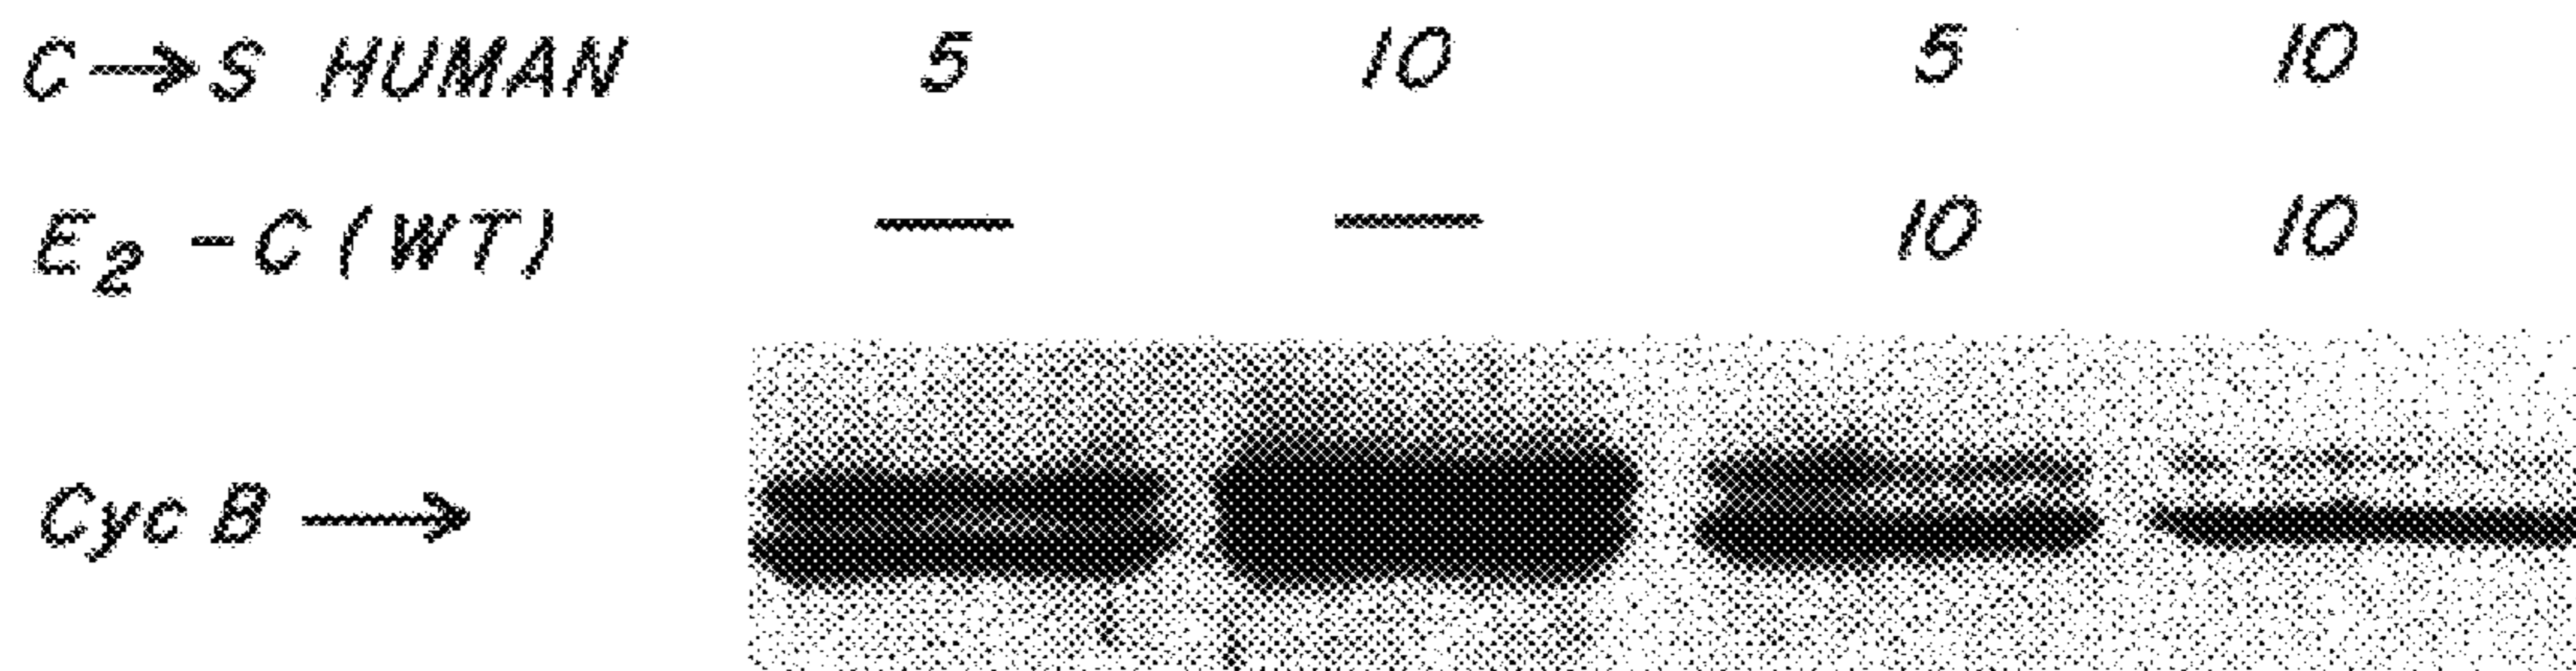 C→S HUMAN 5 10 5 10
E₂-C (WT) — — 10 10
Cyc B →